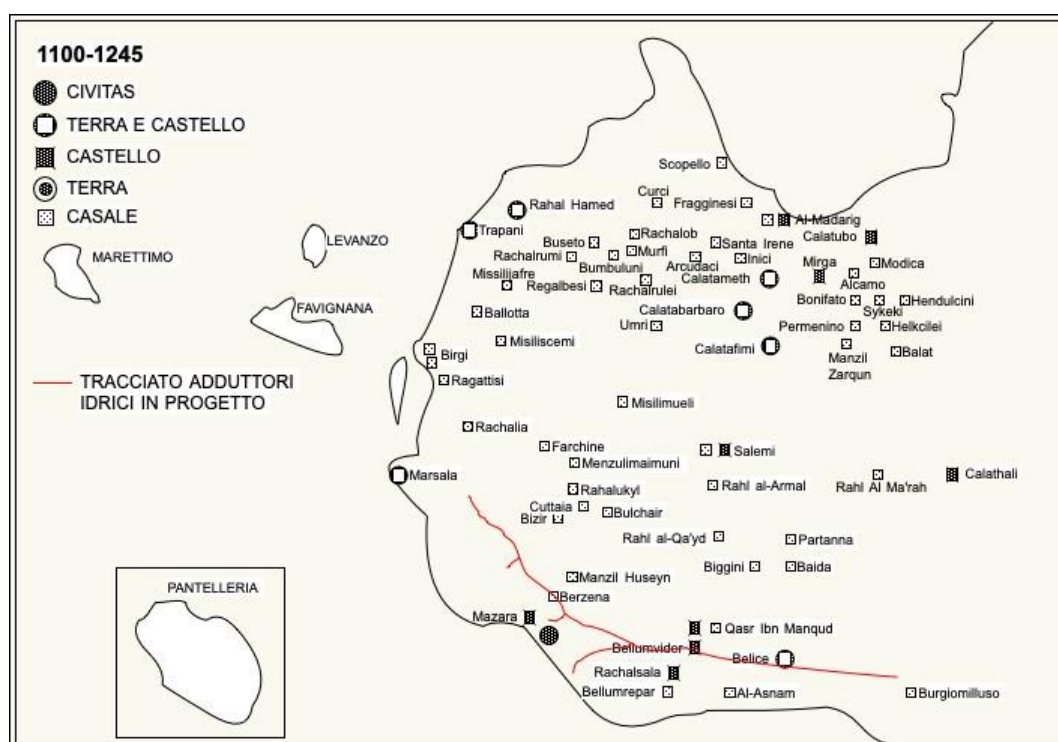 1100-1245
CIVITAS
TERRA E CASTELLO
CASTELLO
TERRA
CASALE
MARETTIMO
LEVANZO
FAVIGNANA
TRACCIATO ADDUTTORI
IDRICI IN PROGETTO
PANTELLERIA
Scopello
Curci
Fragginesi
Rahal Hamed
Al-Madarig
Trapani
Rachalob
Calatubo
Buseto
Santa Irene
Murfi
Rachalrumi
Bumbuluni
Arcudaci
Inici
Mirga
Modica
Missilijafre
Regalbesi
Rachalrulei
Calatameth
Alcamo
Bonifato
Sykeki
Hendulcini
Ballotta
Calatabarbaro
Umri
Permenino
Helkcilei
Misiliscemi
Calatafimi
Manzil
Zarqun
Balat
Birgi
Ragattisi
Misilimueli
Rachalia
Farchine
Salemi
Menzulimaimuni
Marsala
Rahl Al Ma'rah
Calathali
Rahalukyl
Rahl al-Armal
Cuttaia
Bizir
Bulchair
Rahl al-Qa'yd
Partanna
Biggini
Baida
Manzil Huseyn
Berzena
Mazara
Qasr Ibn Manqud
Bellumvider
Belice
Rachalsala
Bellumrepar
Al-Asnam
Burgiomilluso